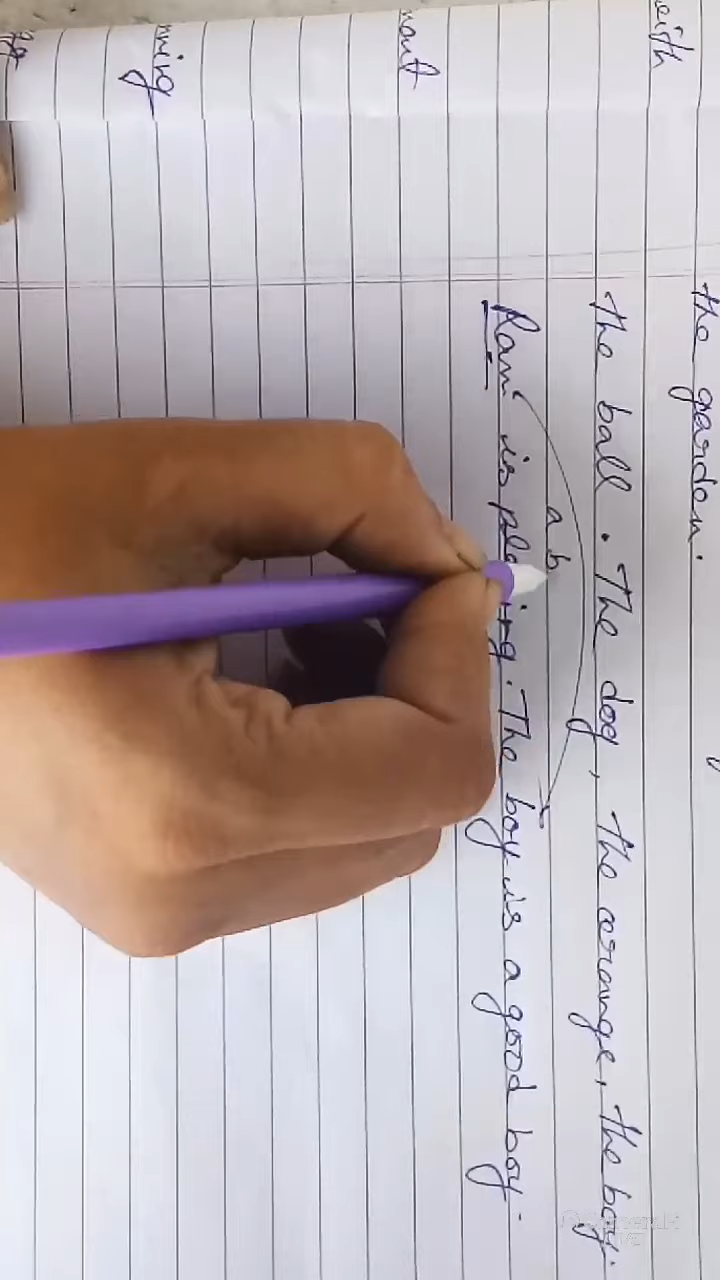 the garden.
the ball. The dog, the orange, the boy.
a b
Ram is playing. The boy is a good boy.